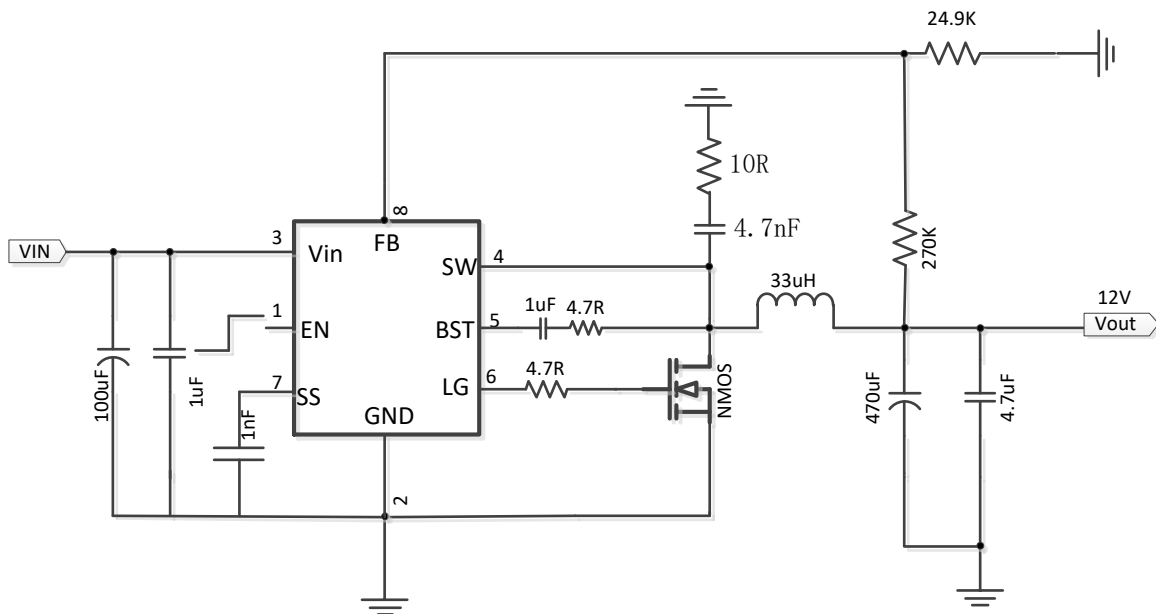 24.9K
10R
4.7nF
270K
8
FB
VIN
3
Vin
4
SW
33uH
12V
Vout
1
EN
1uF
4.7R
5
BST
100uF
1uF
7
SS
1nF
6
LG
4.7R
NMOS
470uF
4.7uF
GND
2